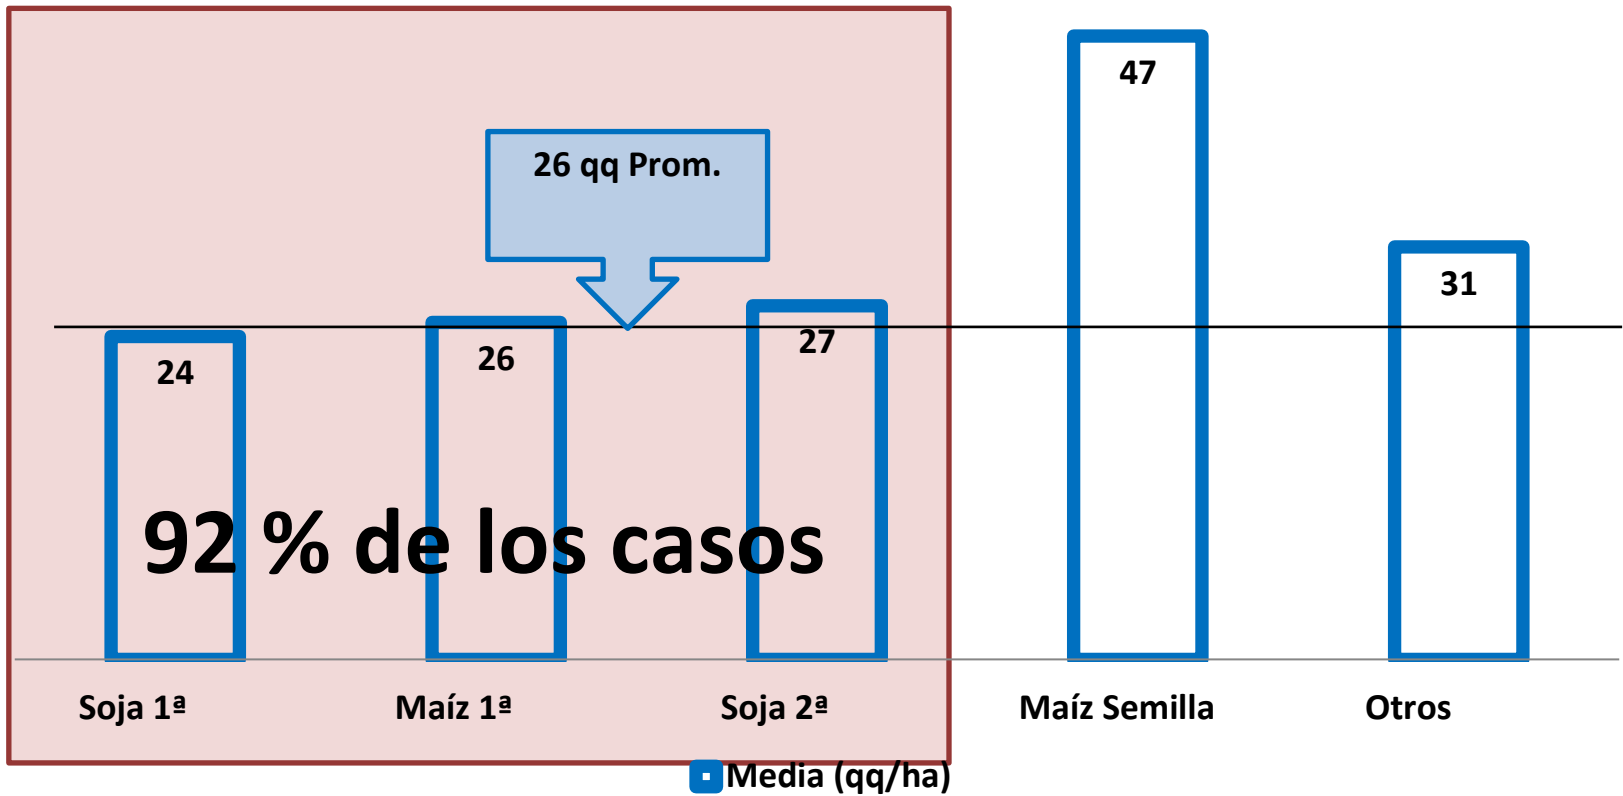 47
26 qq Prom.
31
27
26
24
92 % de los casos
Soja 1ª
Maíz 1ª
Soja 2ª
Maíz Semilla
Otros
Media (qq/ha)